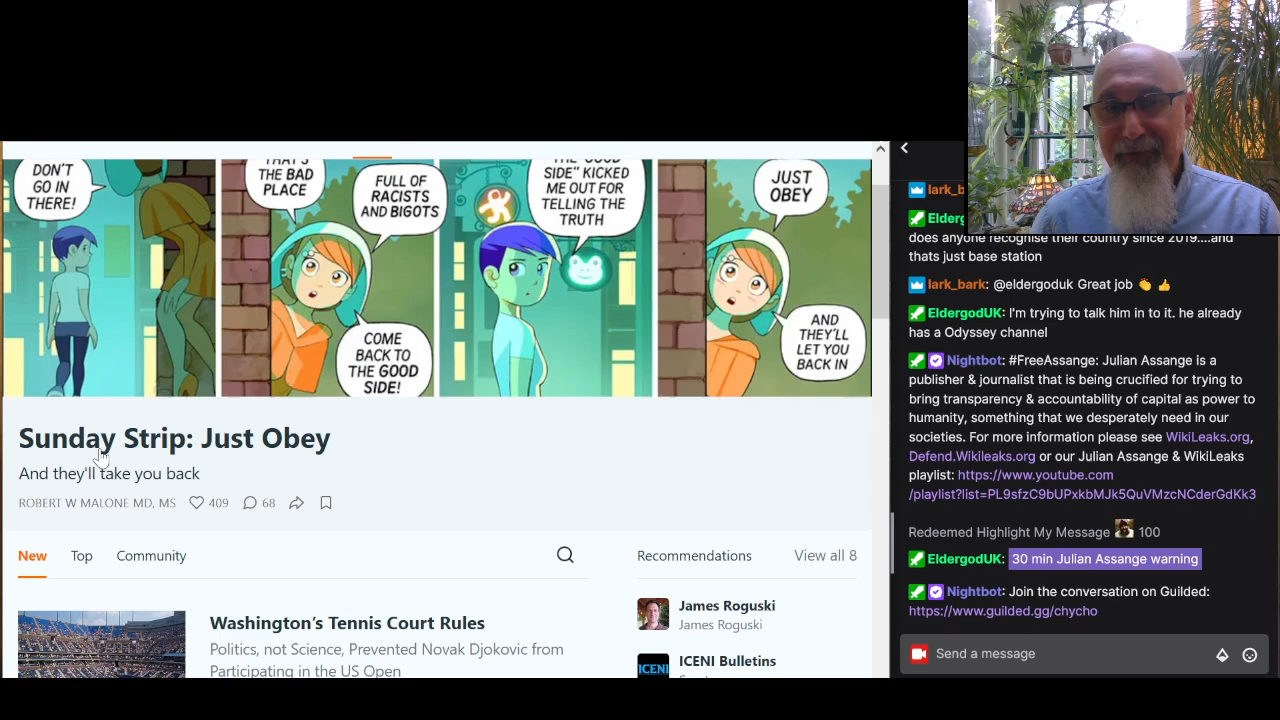 DON'T
GO IN
THERE!
THAT'S
THE BAD
PLACE
FULL OF
RACISTS
AND BIGOTS
COME
BACK TO
THE GOOD
SIDE!
THE "GOOD
SIDE" KICKED
ME OUT FOR
TELLING THE
TRUTH
JUST
OBEY
AND
THEY'LL
LET YOU
BACK IN
Sunday Strip: Just Obey
And they'll take you back
ROBERT W MALONE MD, MS 409 68
New Top Community
Recommendations View all 8
Washington's Tennis Court Rules
Politics, not Science, Prevented Novak Djokovic from
Participating in the US Open
James Roguski
James Roguski
ICENI
ICENI Bulletins
lark_b
Elderg
does anyone recognise their country since 2019....and
thats just base station
lark_bark: @eldergoduk Great job
EldergodUK: I'm trying to talk him in to it. he already
has a Odyssey channel
Nightbot: #FreeAssange: Julian Assange is a
publisher & journalist that is being crucified for trying to
bring transparency & accountability of capital as power to
humanity, something that we desperately need in our
societies. For more information please see WikiLeaks.org,
Defend.Wikileaks.org or our Julian Assange & WikiLeaks
playlist: https://www.youtube.com
/playlist?list=PL9sfzC9bUPxkbMJk5QuVMzcNCderGdKk3
Redeemed Highlight My Message 100
EldergodUK: 30 min Julian Assange warning
Nightbot: Join the conversation on Guilded:
https://www.guilded.gg/chycho
Send a message